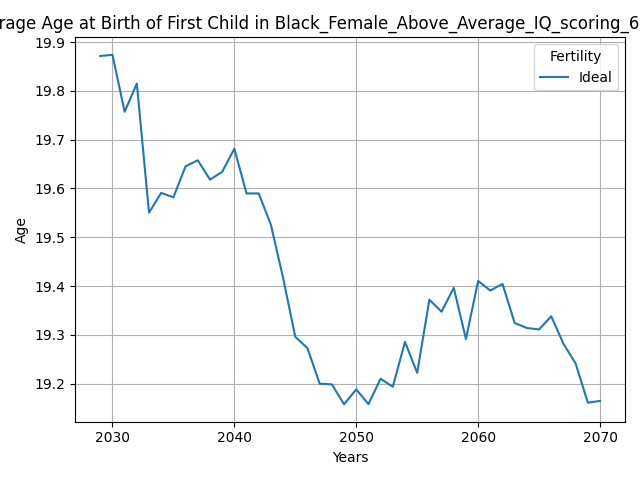 Age at Birth of First Child in Black_Female_Above_Average_IQ_scoring_6
Fertility
Ideal
19.9
19.8
19.7
19.6
19.5
19.4
19.3
19.2
Age
2030 2040 2050 2060 2070
Years